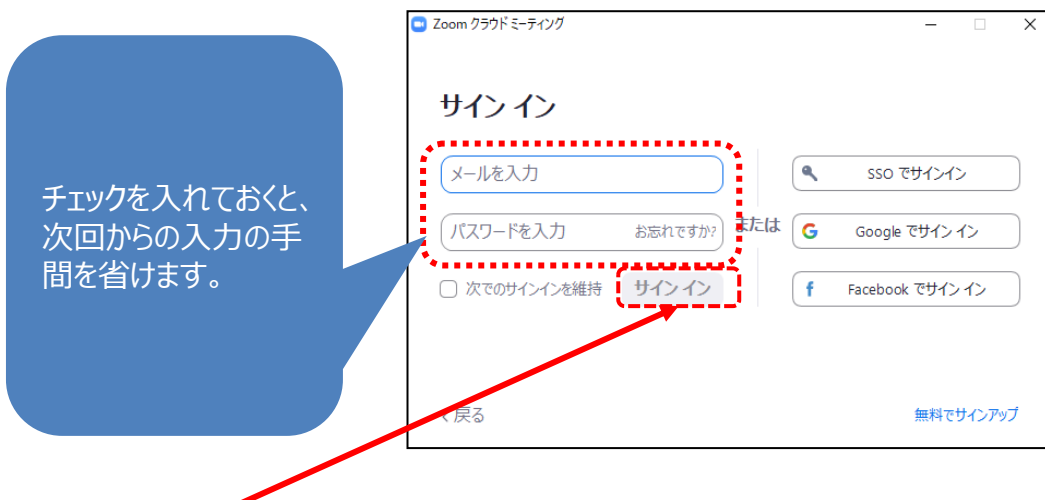 Zoom クラウド ミーティング
サイン イン
チェックを入れておくと、
次回からの入力の手
間を省けます。
メールを入力
パスワードを入力 お忘れですか?
または
次でのサインインを維持 サイン イン
SSO でサインイン
Google でサイン イン
Facebook でサイン イン
< 戻る
無料でサインアップ